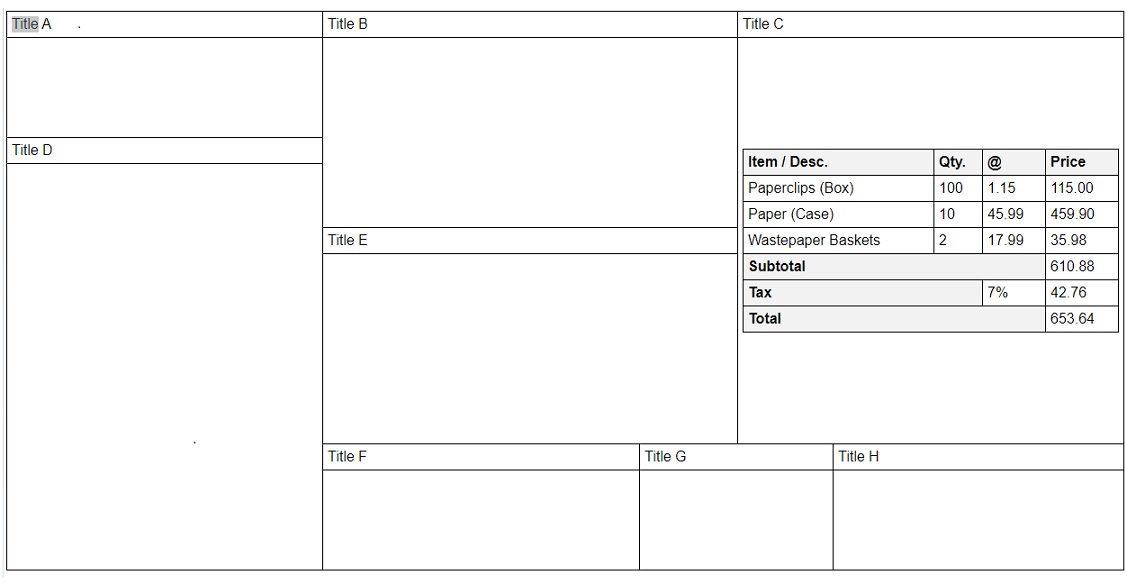 Title A Title B Title C
Title D
Item / Desc. Qty. @ Price
Paperclips (Box) 100 1.15 115.00
Paper (Case) 10 45.99 459.90
Wastepaper Baskets 2 17.99 35.98
Subtotal 610.88
Tax 7% 42.76
Total 653.64
Title E
Title F Title G Title H